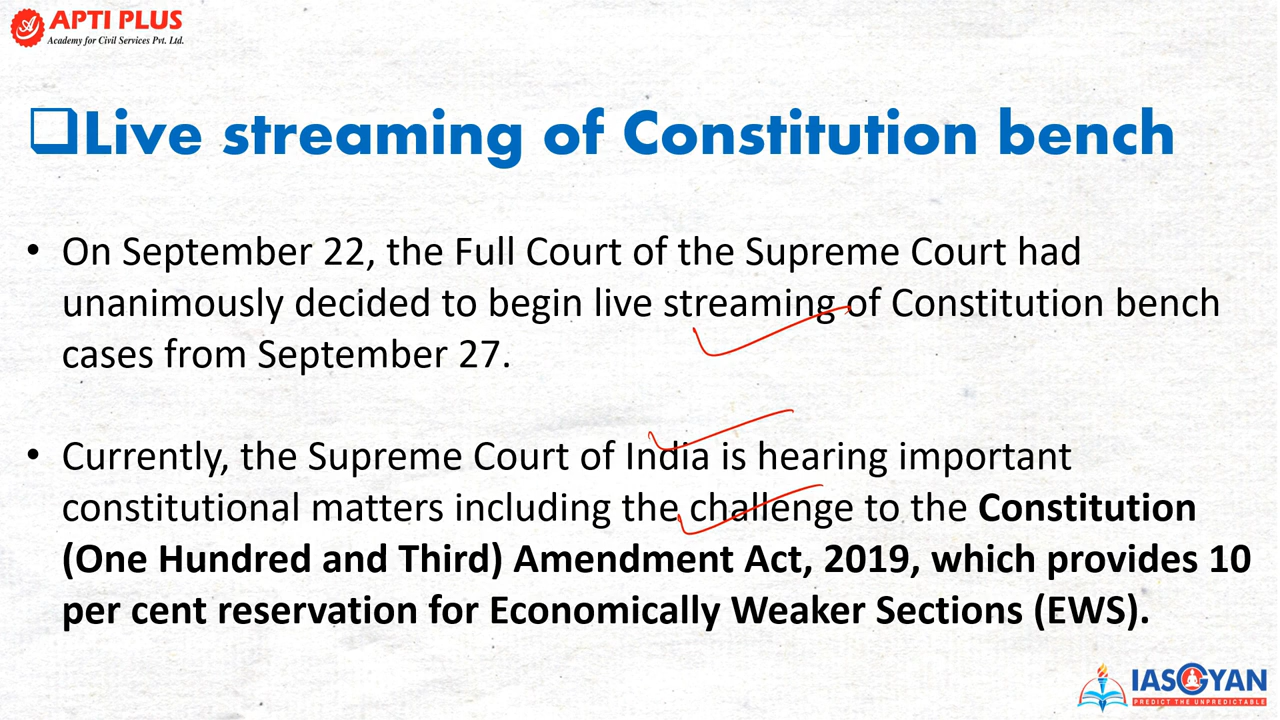 APTI PLUS
Academy for Civil Services Pvt. Ltd.
Live streaming of Constitution bench
• On September 22, the Full Court of the Supreme Court had
unanimously decided to begin live streaming of Constitution bench
cases from September 27.
• Currently, the Supreme Court of India is hearing important
constitutional matters including the challenge to the Constitution
(One Hundred and Third) Amendment Act, 2019, which provides 10
per cent reservation for Economically Weaker Sections (EWS).
IASGYAN
PREDICT THE UNPREDICTABLE